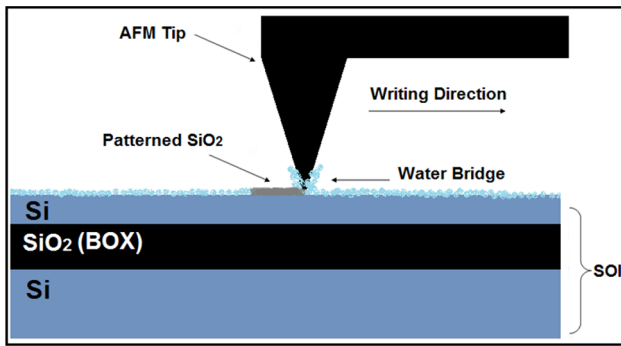 AFM Tip
Writing Direction
Patterned SiO2
Water Bridge
Si
SiO2 (BOX)
Si
SOI